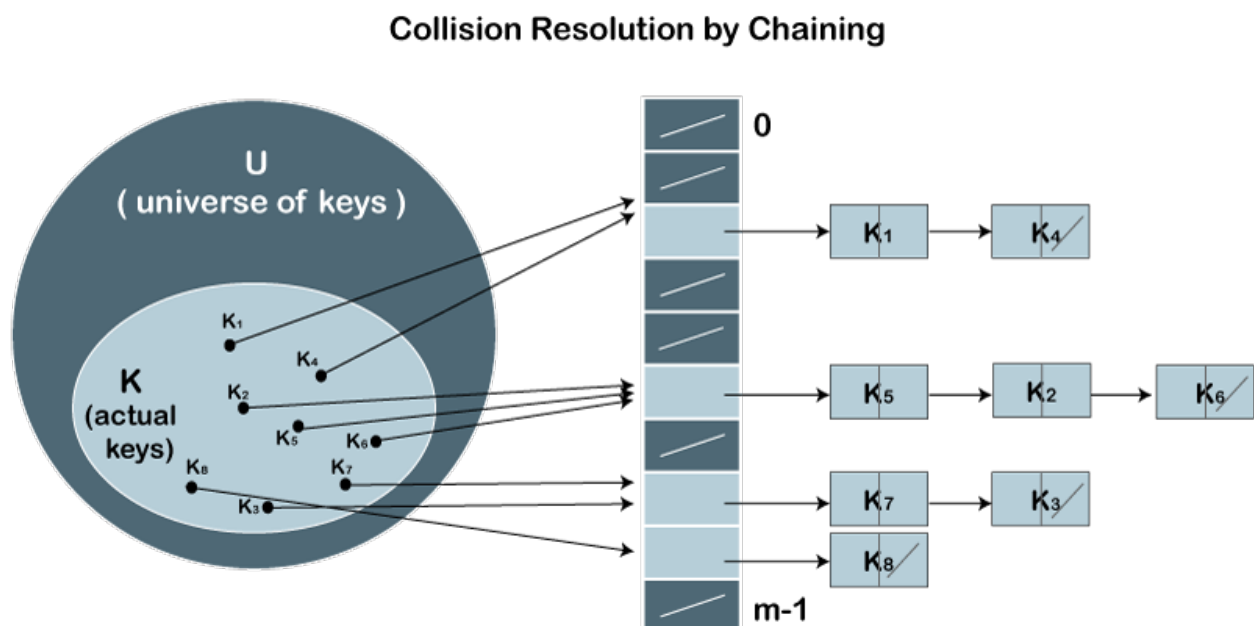 Collision Resolution by Chaining
U
( universe of keys )
0
K₁
K₄
K₁
K₄
K
(actual
keys)
K₂
K₅
K₆
K₅
K₂
K₆
K₈
K₇
K₃
K₇
K₃
K₈
m-1